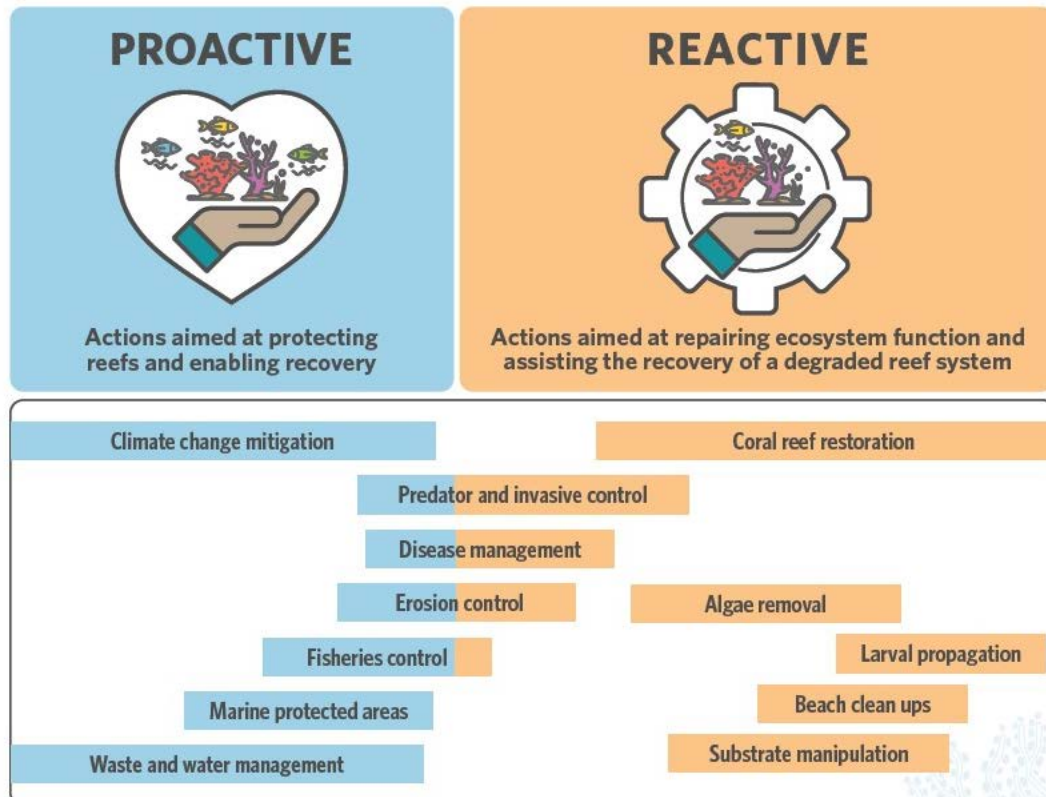 PROACTIVE
Actions aimed at protecting
reefs and enabling recovery
REACTIVE
Actions aimed at repairing ecosystem function and
assisting the recovery of a degraded reef system
Climate change mitigation
Coral reef restoration
Predator and invasive control
Disease management
Erosion control
Algae removal
Fisheries control
Larval propagation
Marine protected areas
Beach clean ups
Waste and water management
Substrate manipulation